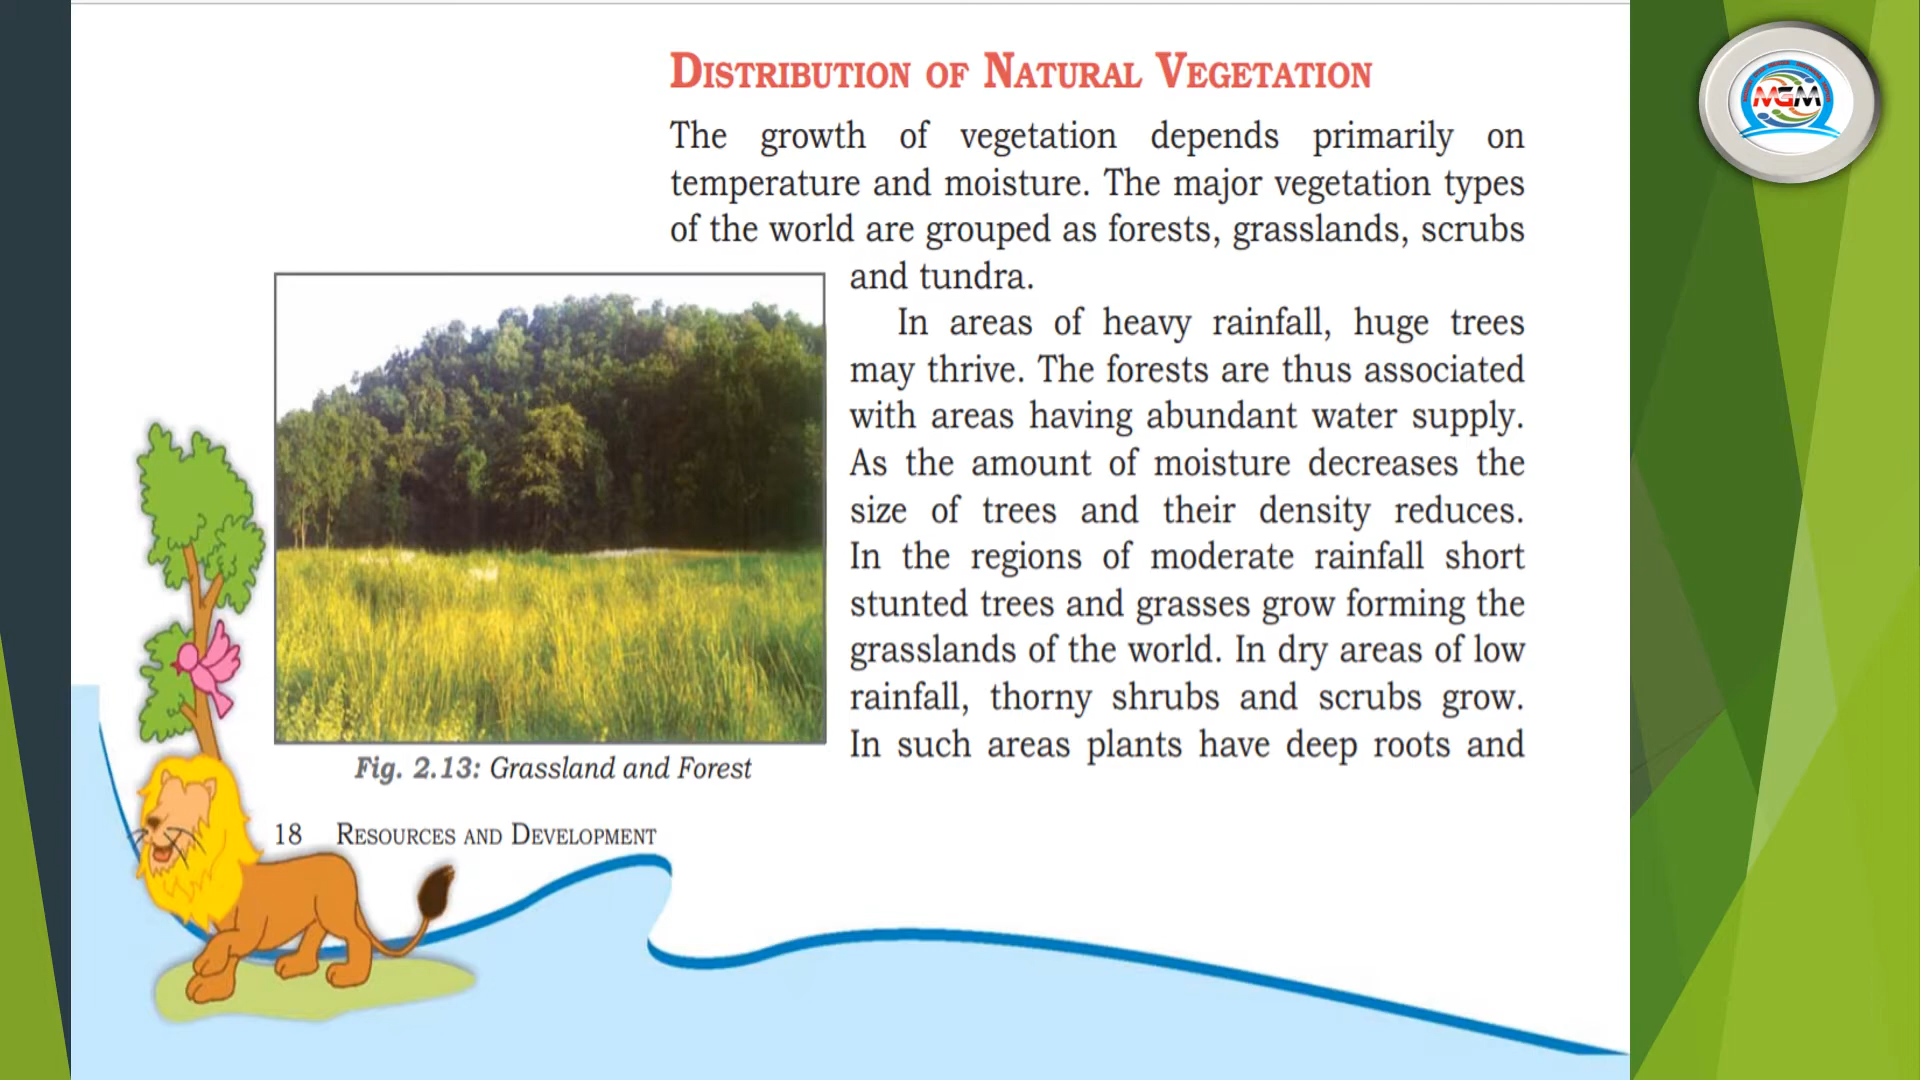 DISTRIBUTION OF NATURAL VEGETATION
The growth of vegetation depends primarily on
temperature and moisture. The major vegetation types
of the world are grouped as forests, grasslands, scrubs
and tundra.
In areas of heavy rainfall, huge trees
may thrive. The forests are thus associated
with areas having abundant water supply.
As the amount of moisture decreases the
size of trees and their density reduces.
In the regions of moderate rainfall short
stunted trees and grasses grow forming the
grasslands of the world. In dry areas of low
rainfall, thorny shrubs and scrubs grow.
In such areas plants have deep roots and
Fig. 2.13: Grassland and Forest
18 RESOURCES AND DEVELOPMENT
MGM